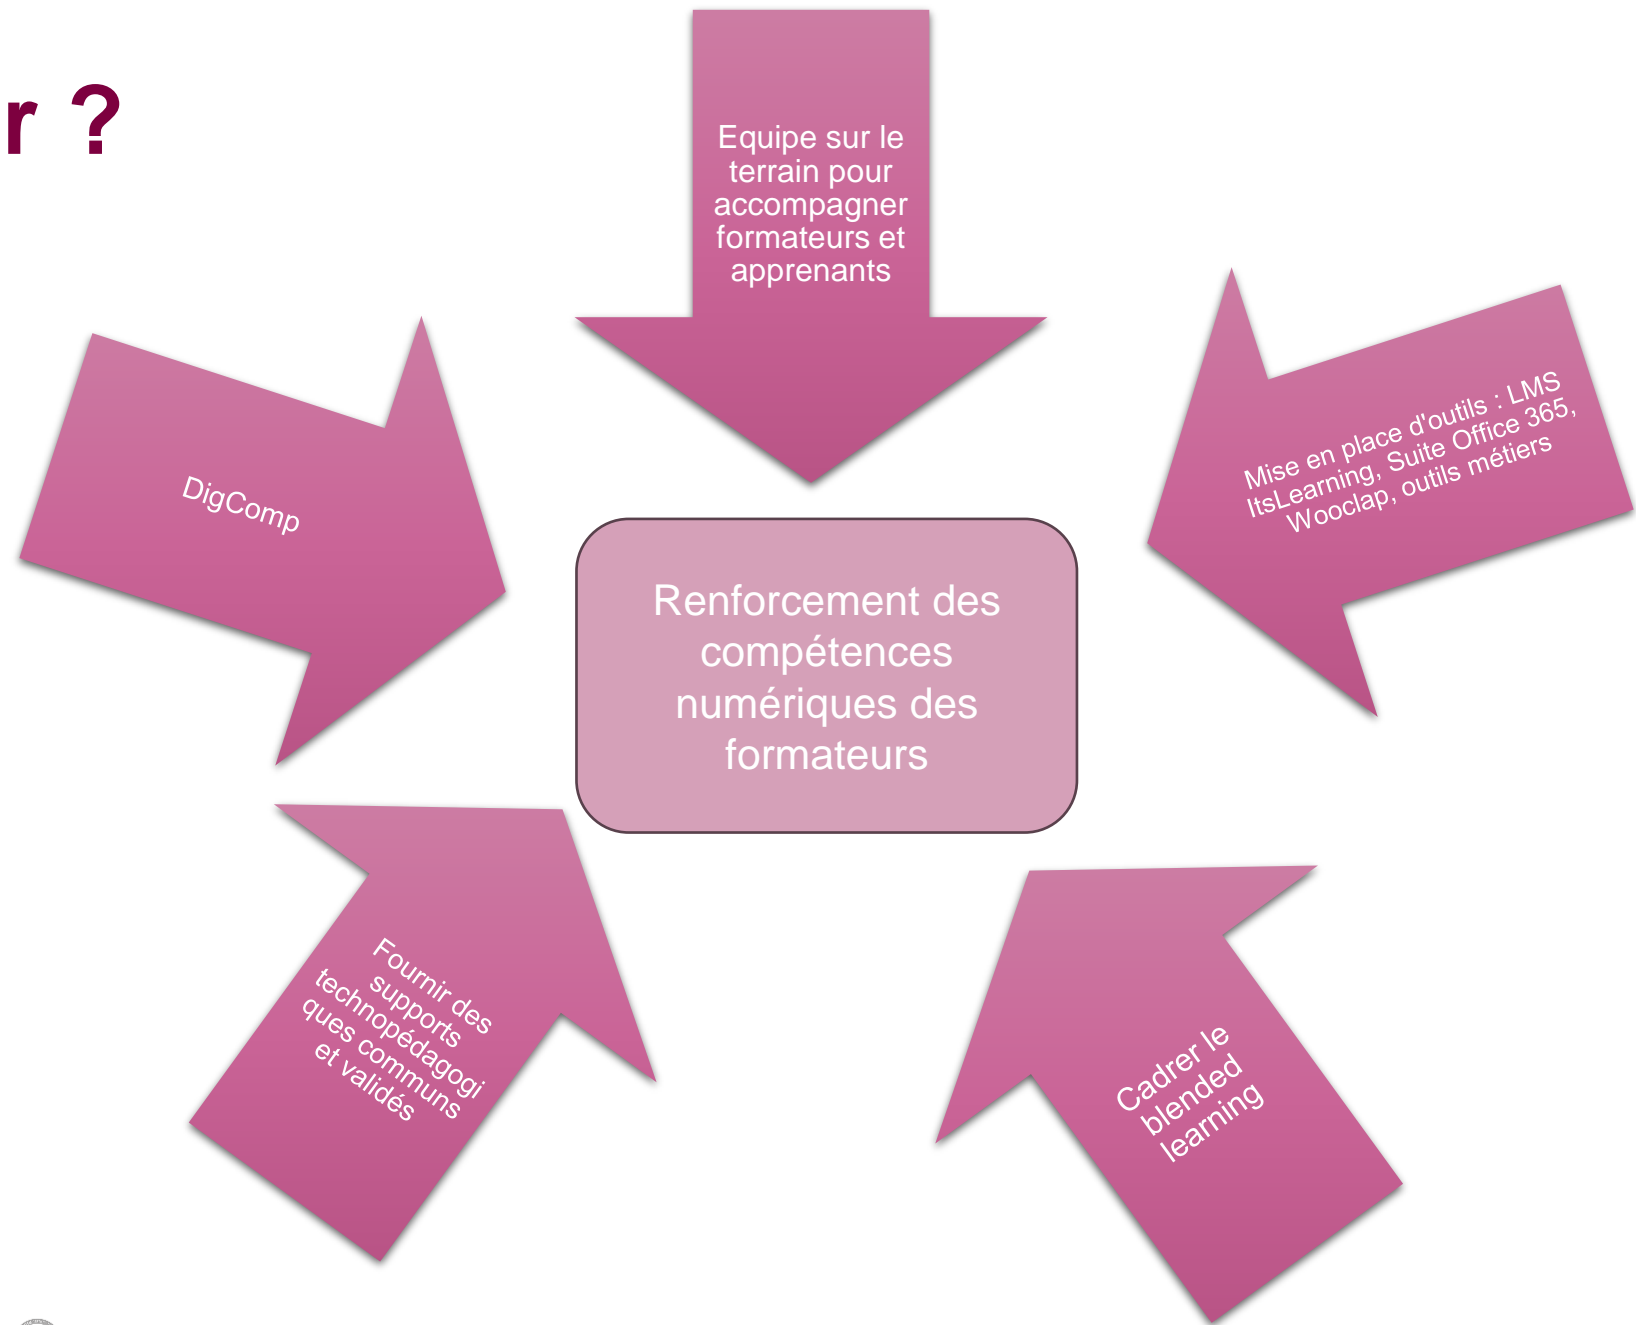 r ?
Equipe sur le
terrain pour
accompagner
formateurs et
apprenants
DigComp
Mise en place d'outils : LMS
ItsLearning, Suite Office 365,
Wooclap, outils métiers
Renforcement des
compétences
numériques des
formateurs
Fournir des
supports
technopédagogi
ques communs
et validés
Cadrer le
blended
learning